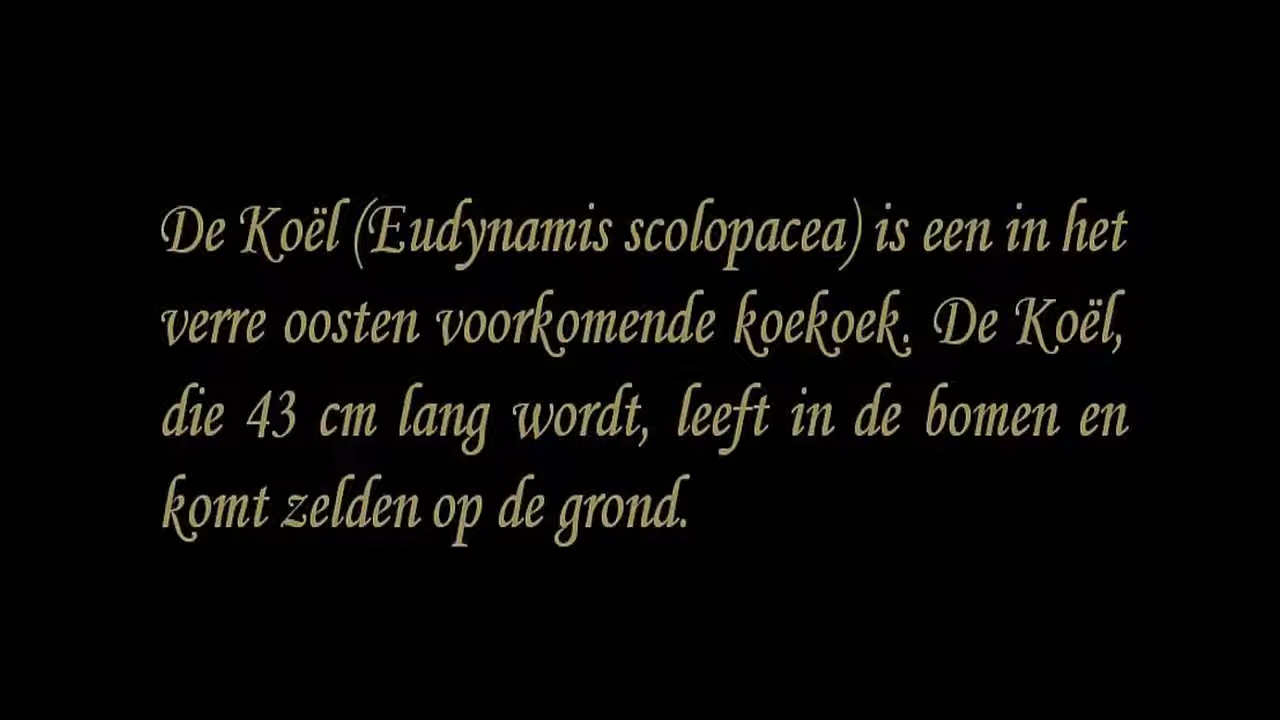 De Koël (Eudynamis scolopacea) is een in het
verre oosten voorkomende koekoek. De Koël,
die 43 cm lang wordt, leeft in de bomen en
komt zelden op de grond.